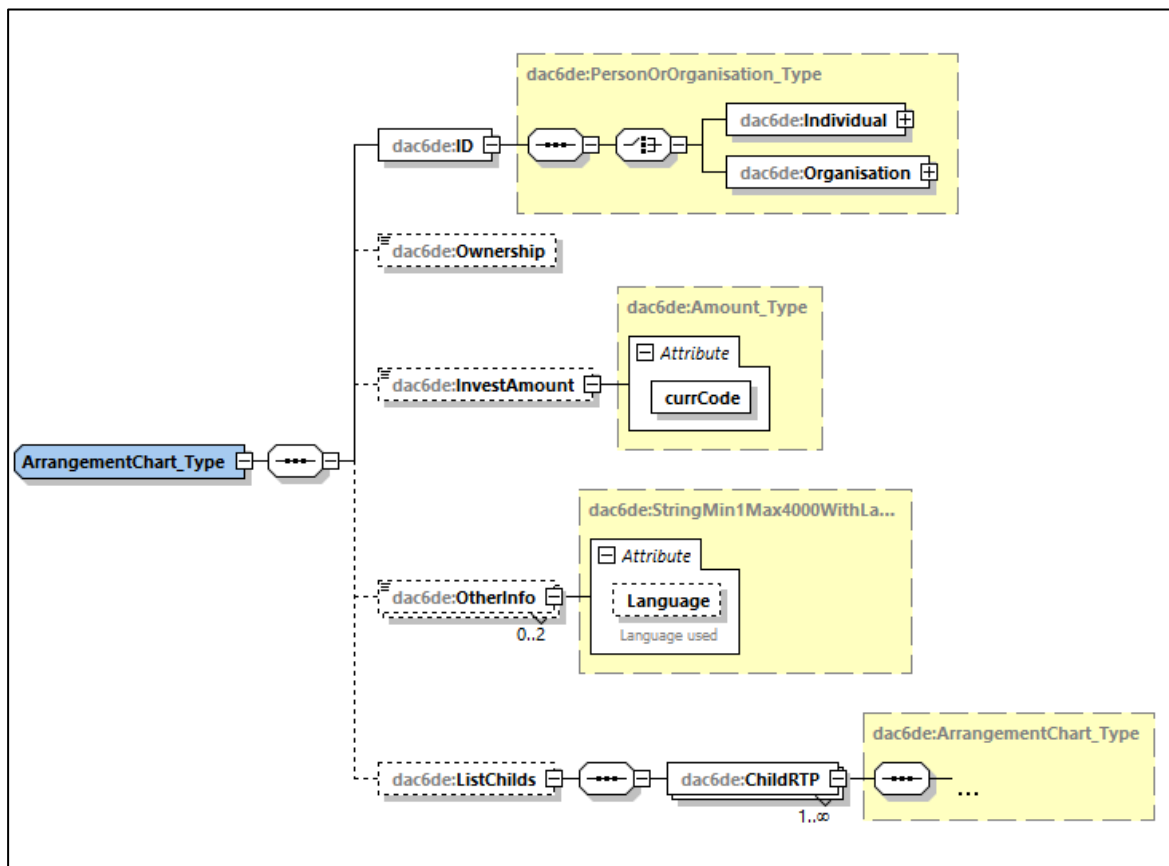 dac6de:PersonOrOrganisation_Type
dac6de:Individual
dac6de:ID
dac6de:Organisation
dac6de:Ownership
dac6de:Amount_Type
Attribute
dac6de:InvestAmount
currCode
ArrangementChart_Type
dac6de:StringMin1Max4000WithLa...
Attribute
dac6de:OtherInfo
Language
0..2
Language used
dac6de:ArrangementChart_Type
dac6de:ListChilds
dac6de:ChildRTP
...
1..∞